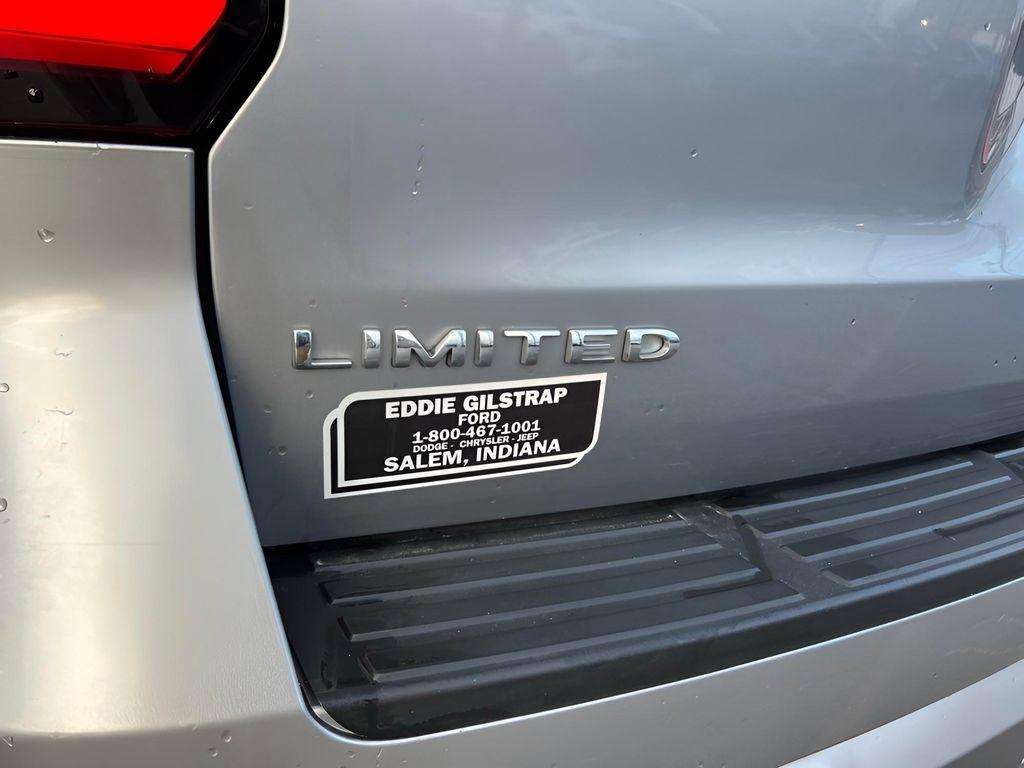 LIMITED
EDDIE GILSTRAP
FORD
1-800-467-1001
DODGE - CHRYSLER - JEEP
SALEM, INDIANA